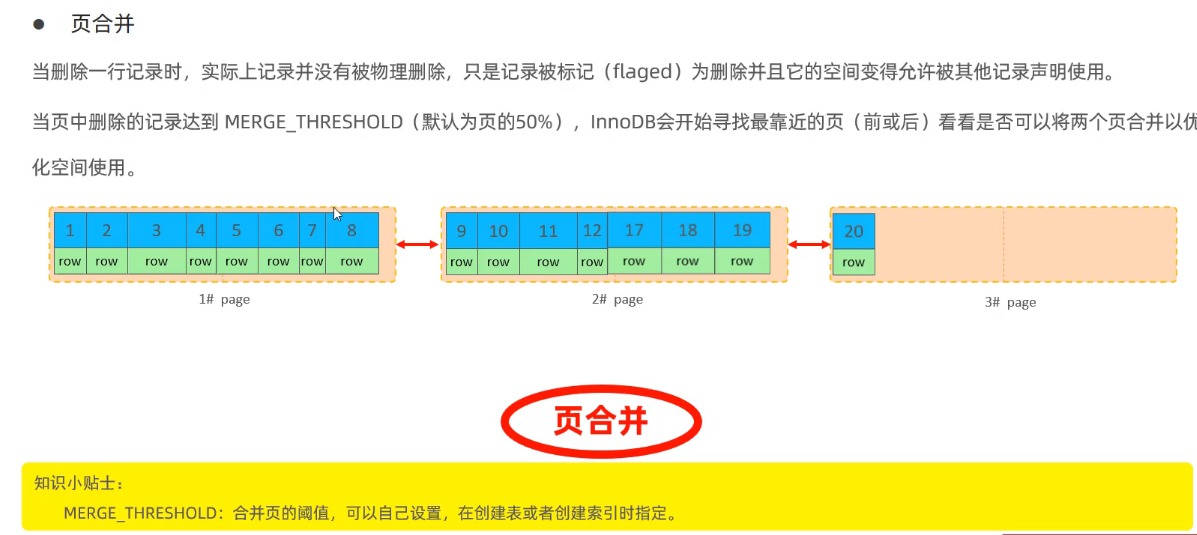 ● 页合并
当删除一行记录时，实际上记录并没有被物理删除，只是记录被标记（flaged）为删除并且它的空间变得允许被其他记录声明使用。
当页中删除的记录达到 MERGE_THRESHOLD（默认为页的50%），InnoDB会开始寻找最靠近的页（前或后）看看是否可以将两个页合并以优
化空间使用。
1 2 3 4 5 6 7 8 9 10 11 12 17 18 19 20
row row row row row row row row row row row row row row row row
1# page 2# page 3# page
页合并
知识小贴士：
MERGE_THRESHOLD：合并页的阈值，可以自己设置，在创建表或者创建索引时指定。